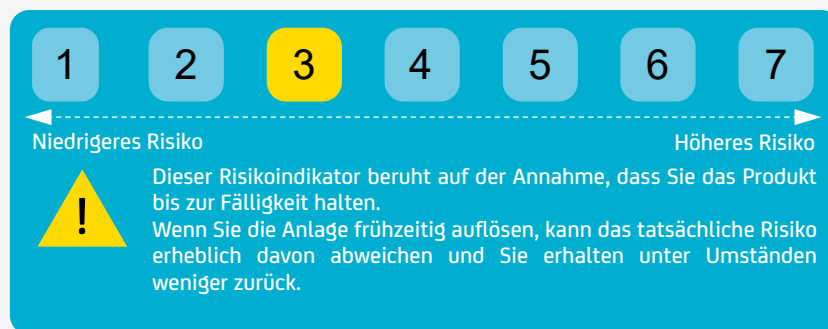 1 2 3 4 5 6 7
Niedrigeres Risiko Höheres Risiko
!
Dieser Risikoindikator beruht auf der Annahme, dass Sie das Produkt
bis zur Fälligkeit halten.
Wenn Sie die Anlage frühzeitig auflösen, kann das tatsächliche Risiko
erheblich davon abweichen und Sie erhalten unter Umständen
weniger zurück.